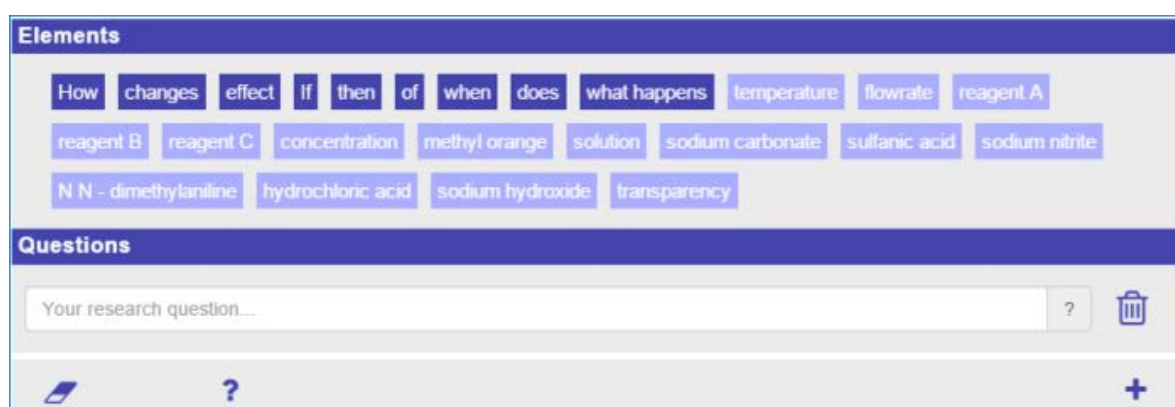 Elements
How changes effect If then of when does what happens temperature flowrate reagent A
reagent B reagent C concentration methyl orange solution sodium carbonate sulfanic acid sodium nitrite
N N - dimethylaniline hydrochloric acid sodium hydroxide transparency
Questions
Your research question... ?
?